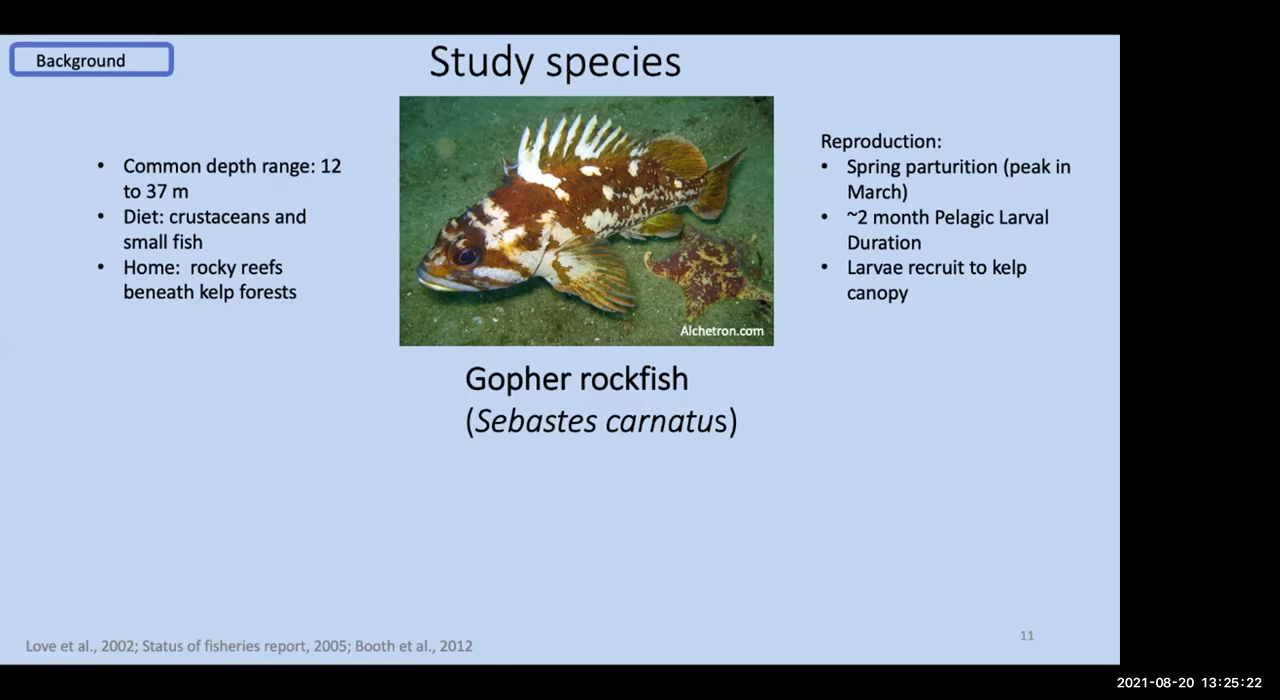 Background
Study species
• Common depth range: 12
to 37 m
• Diet: crustaceans and
small fish
• Home: rocky reefs
beneath kelp forests
Alchetron.com
Reproduction:
• Spring parturition (peak in
March)
• ~2 month Pelagic Larval
Duration
• Larvae recruit to kelp
canopy
Gopher rockfish
(Sebastes carnatus)
Love et al., 2002; Status of fisheries report, 2005; Booth et al., 2012
11
2021-08-20 13:25:22